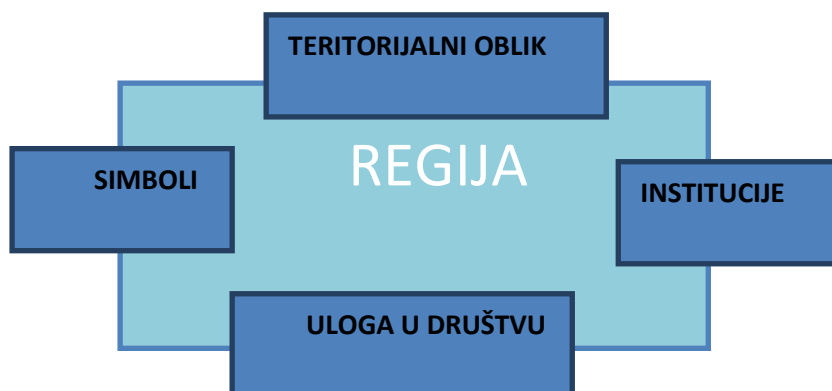 TERITORIJALNI OBLIK
REGIJA
SIMBOLI
INSTITUCIJE
ULOGA U DRUŠTVU